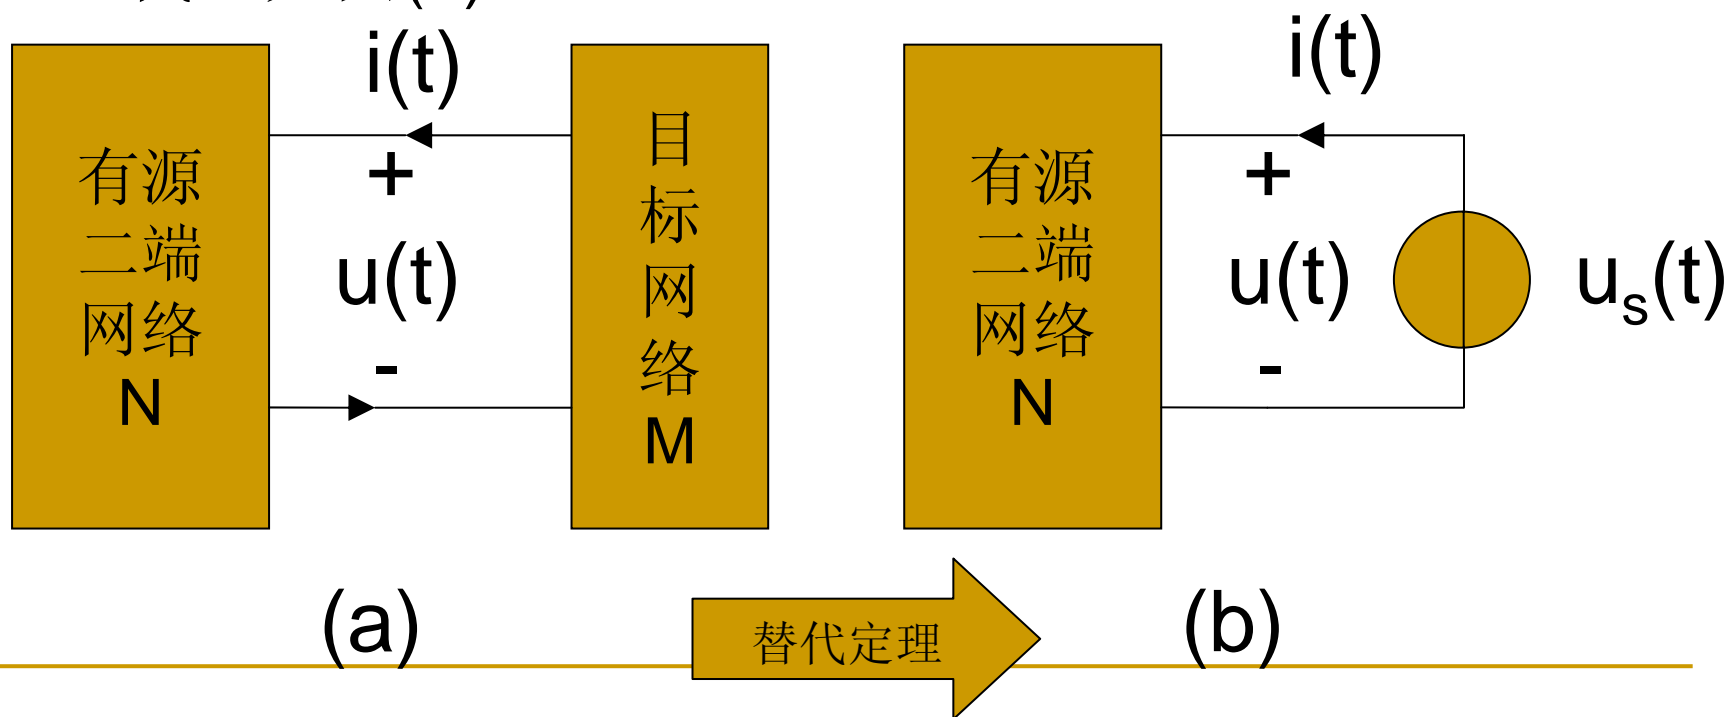 i(t)
有源
二端
网络
N
+
u(t)
-
目
标
网
络
M
(a)
替代定理
i(t)
有源
二端
网络
N
+
u(t)
-
uₛ(t)
(b)